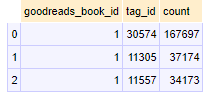 goodreads_book_id tag_id count
0 1 30574 167697
1 1 11305 37174
2 1 11557 34173